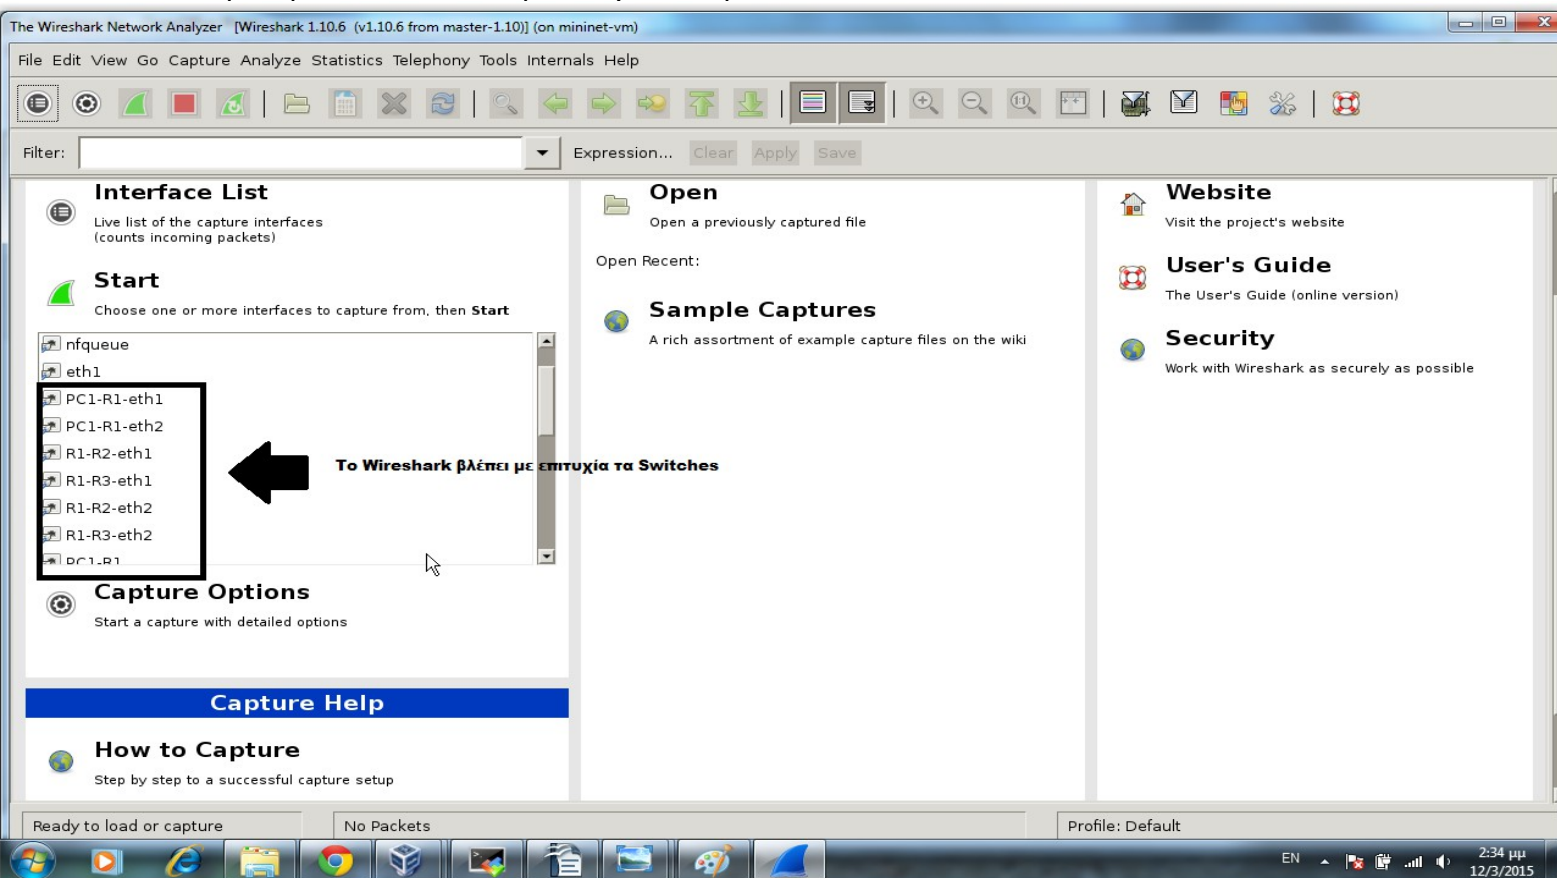 The Wireshark Network Analyzer [Wireshark 1.10.6 (v1.10.6 from master-1.10)] (on mininet-vm)
File Edit View Go Capture Analyze Statistics Telephony Tools Internals Help
Filter:
Expression... Clear Apply Save
Interface List
Live list of the capture interfaces
(counts incoming packets)
Start
Choose one or more interfaces to capture from, then Start
nfqueue
eth1
PC1-R1-eth1
PC1-R1-eth2
R1-R2-eth1
R1-R3-eth1
R1-R2-eth2
R1-R3-eth2
PC1-R1
Το Wireshark βλέπει με επιτυχία τα Switches
Capture Options
Start a capture with detailed options
Capture Help
How to Capture
Step by step to a successful capture setup
Open
Open a previously captured file
Open Recent:
Sample Captures
A rich assortment of example capture files on the wiki
Website
Visit the project's website
User's Guide
The User's Guide (online version)
Security
Work with Wireshark as securely as possible
Ready to load or capture
No Packets
Profile: Default
EN
2:34 μμ
12/3/2015